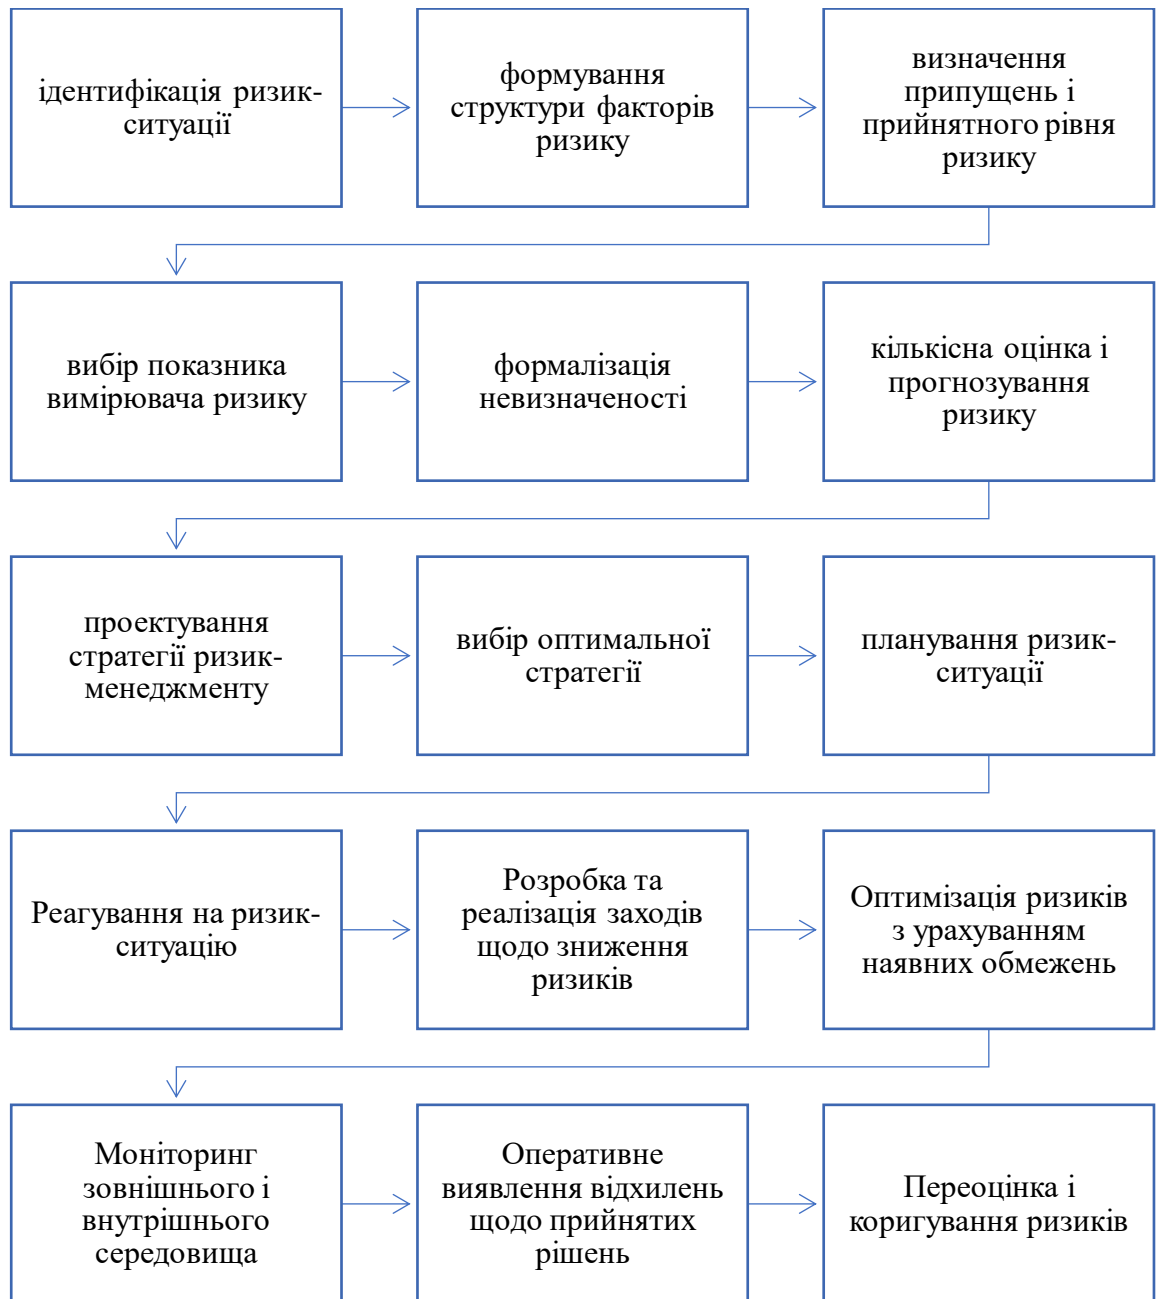 ідентифікація ризик-
ситуації
формування
структури факторів
ризику
визначення
припущень і
прийнятного рівня
ризику
вибір показника
вимірювача ризику
формалізація
невизначеності
кількісна оцінка і
прогнозування
ризику
проектування
стратегії ризик-
менеджменту
вибір оптимальної
стратегії
планування ризик-
ситуації
Реагування на ризик-
ситуацію
Розробка та
реалізація заходів
щодо зниження
ризиків
Оптимізація ризиків
з урахуванням
наявних обмежень
Моніторинг
зовнішнього і
внутрішнього
середовища
Оперативне
виявлення відхилень
щодо прийнятих
рішень
Переоцінка і
коригування ризиків